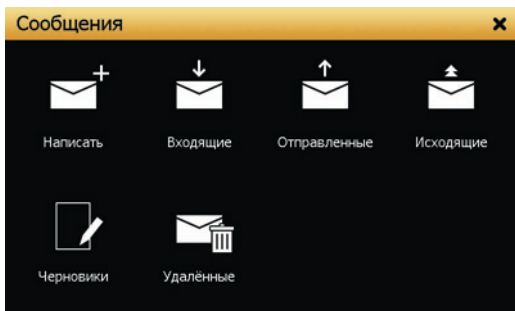 Сообщения
Написать Входящие Отправленные Исходящие
Черновики Удалённые